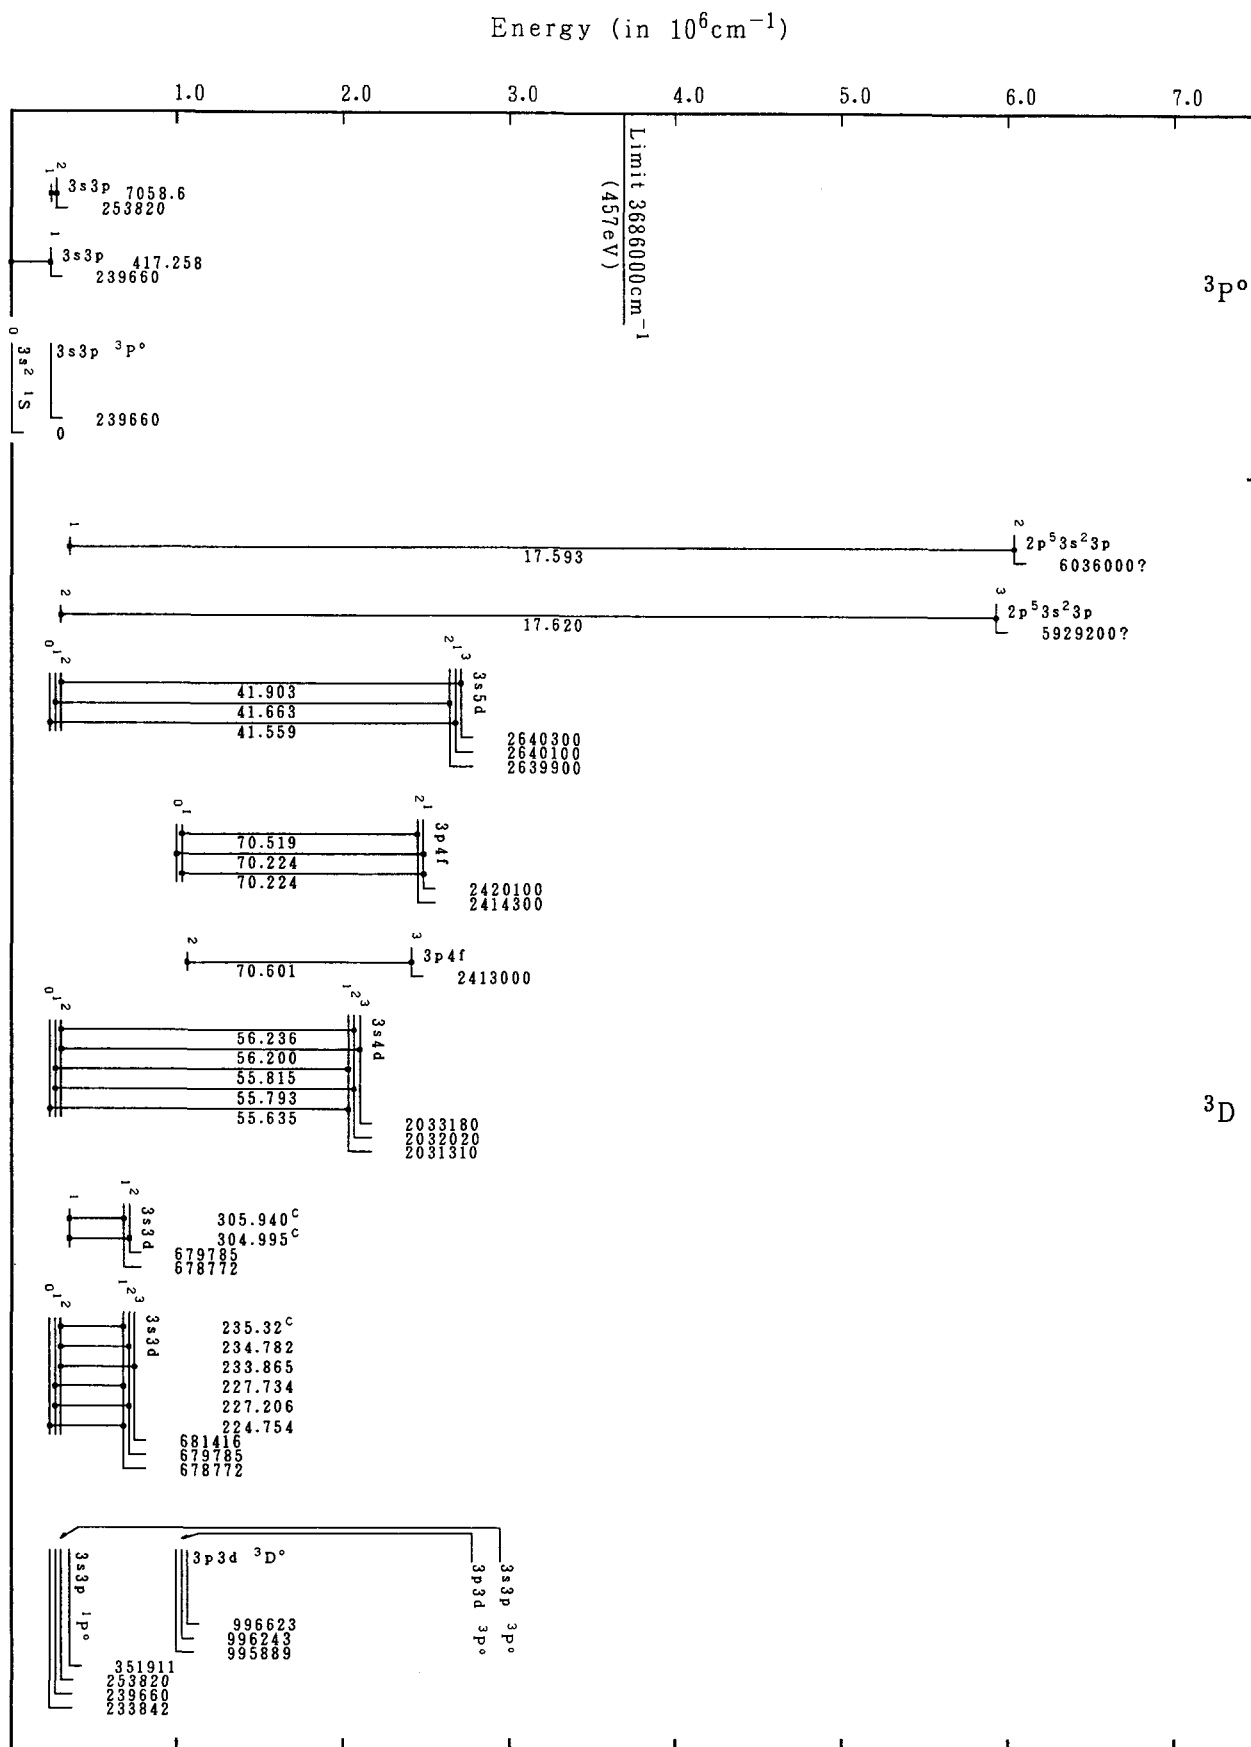 Energy (in 10⁶cm⁻¹)
1.0 2.0 3.0 4.0 5.0 6.0 7.0
Limit 3686000cm⁻¹
(457eV)
1 2
3s3p 7058.6
253820
1
3s3p 417.258
239660
³P°
0
3s² ¹S
3s3p ³P°
239660
0
1 2
17.593
2p⁵3s²3p
6036000?
2 3
17.620
2p⁵3s²3p
5929200?
0 1 2
2 1 3
3s5d
41.903
41.663
41.559
2640300
2640100
2639900
0 1
2 1
3p4f
70.519
70.224
70.224
2420100
2414300
2 3
3p4f
70.601
2413000
0 1 2
1 2 3
3s4d
56.236
56.200
55.815
55.793
55.635
2033180
2032020
2031310
³D
1
1 2
3s3d
305.940ᶜ
304.995ᶜ
679785
678772
0 1 2
1 2 3
3s3d
235.32ᶜ
234.782
233.865
227.734
227.206
224.754
681416
679785
678772
3s3p ¹P°
3p3d ³D°
3p3d ³P°
3s3p ³P°
996623
996243
995889
351911
253820
239660
233842